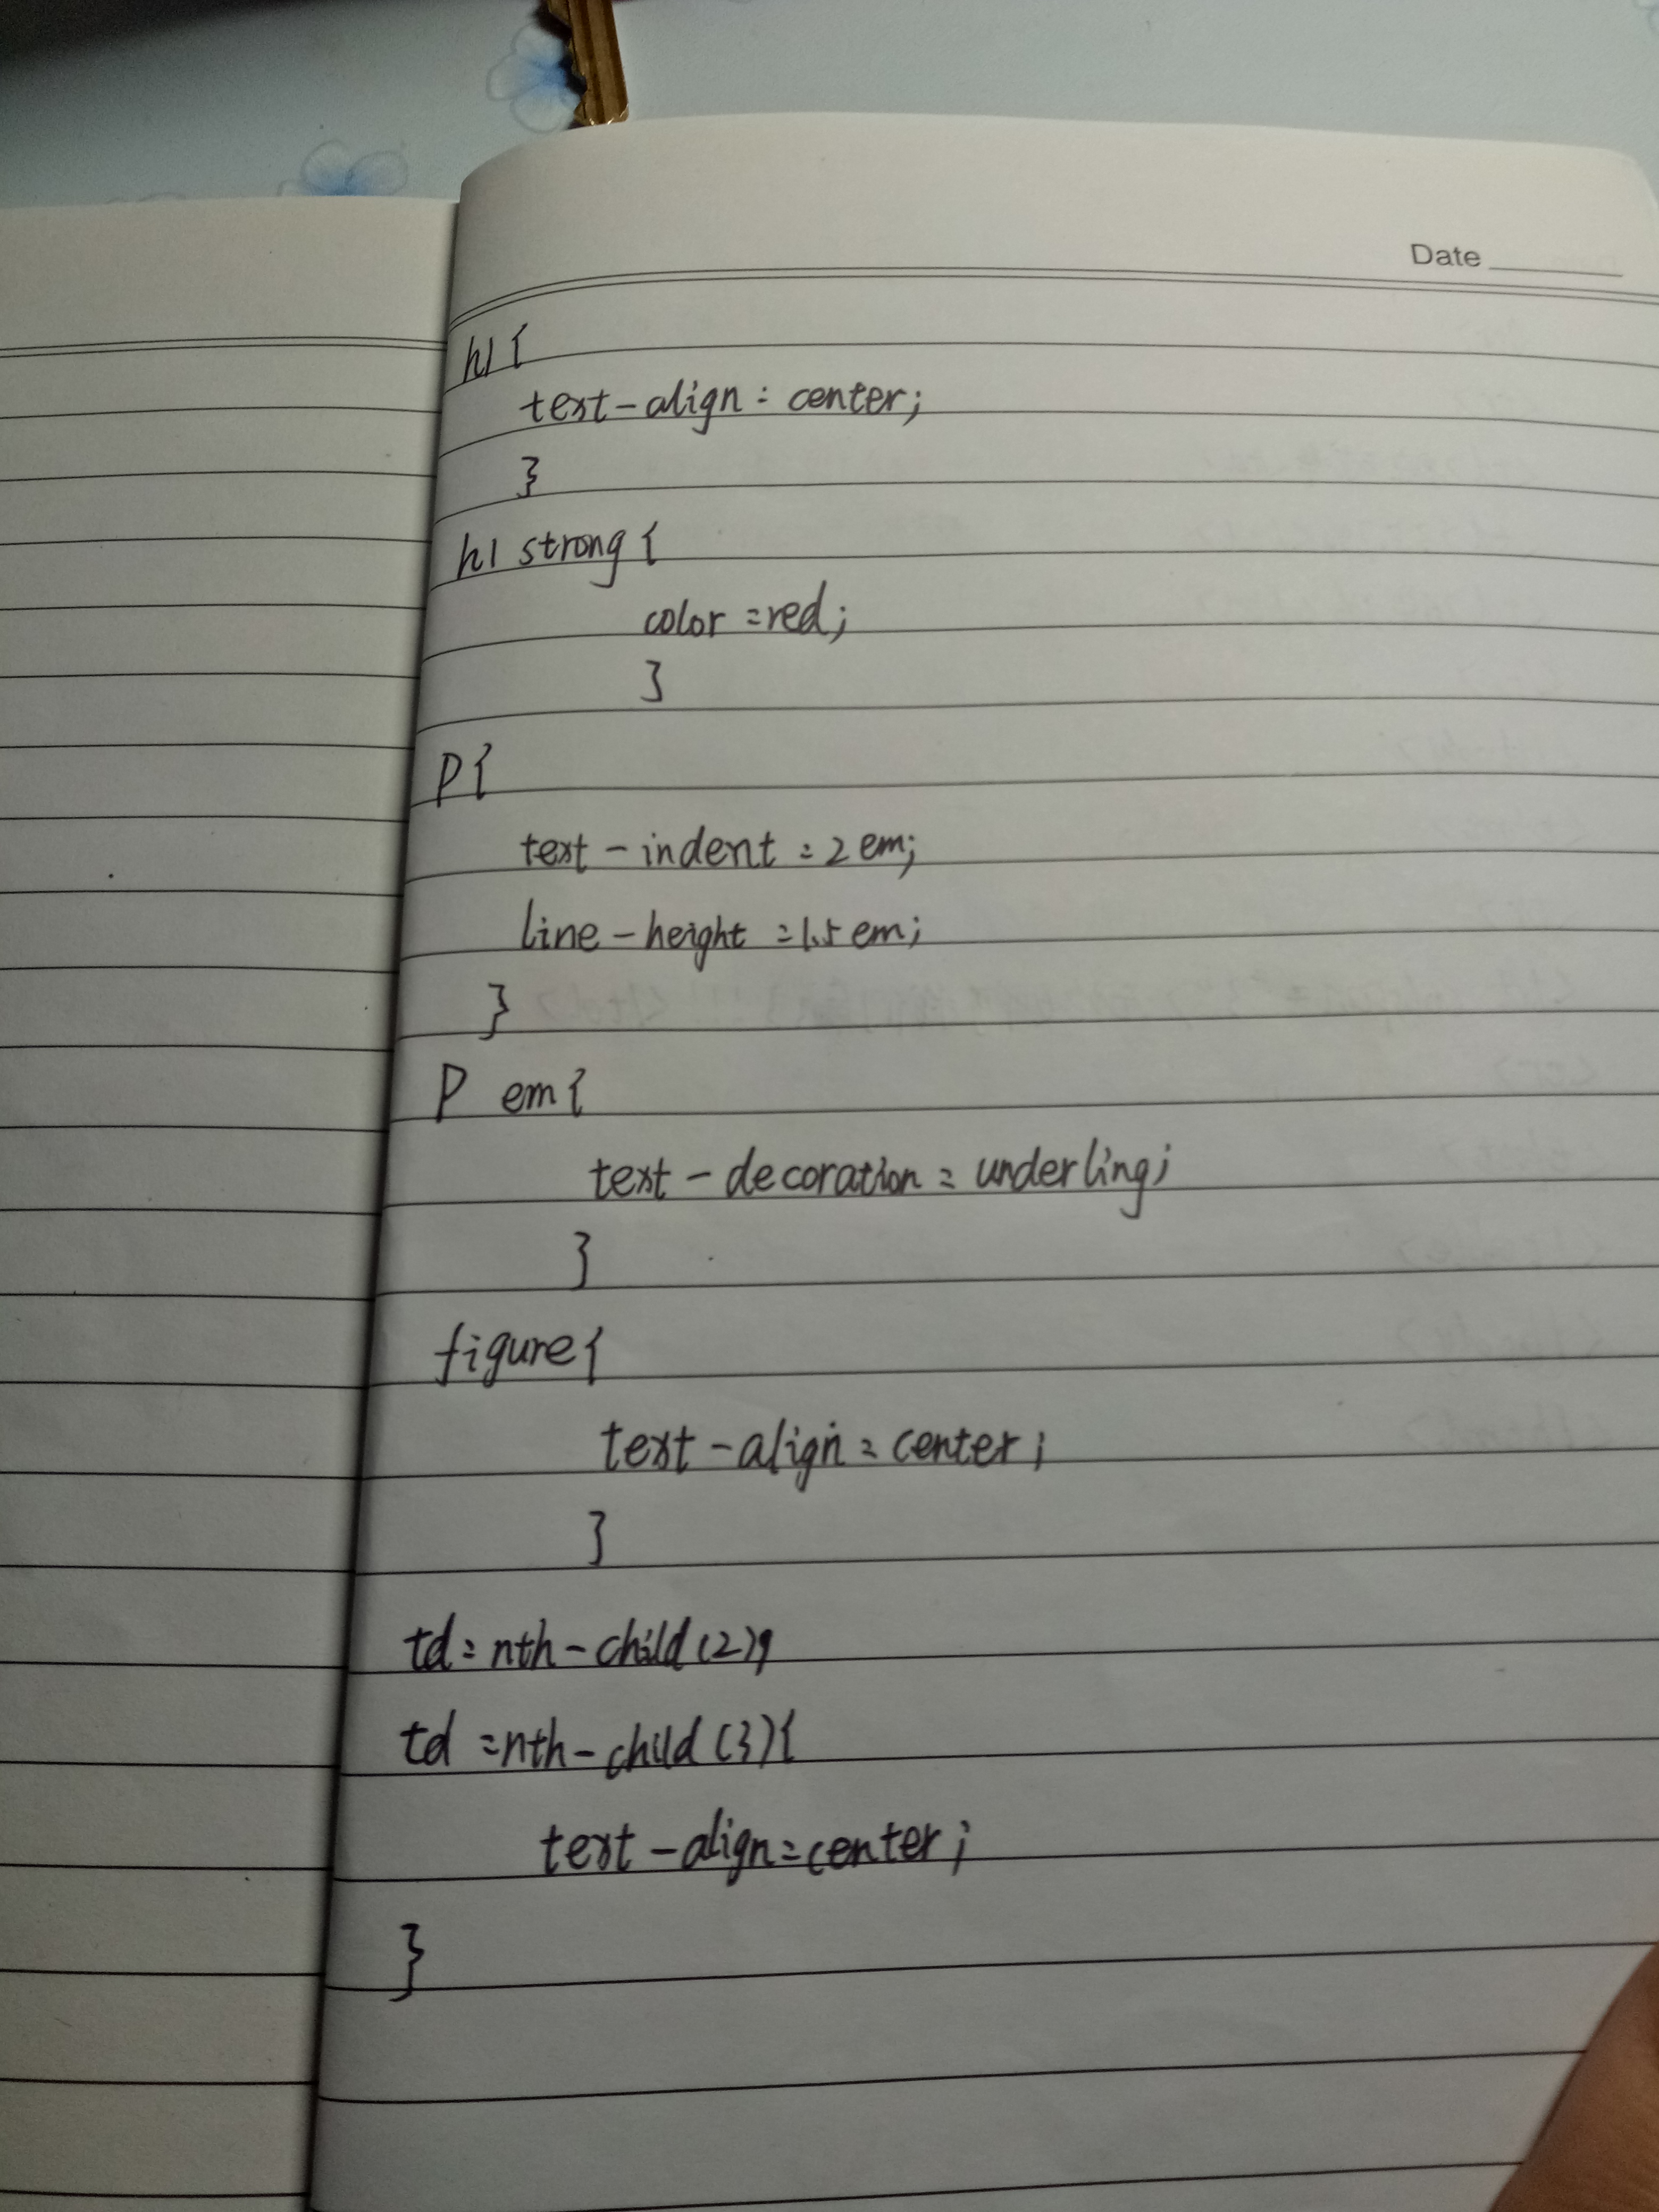 Date
h1{
text-align: center;
}
h1 strong{
color:red;
}
P{
text-indent:2em;
line-height:1.5em;
}
P em{
text-decoration:underling;
}
figure{
text-align:center;
}
td:nth-child(2),
td:nth-child(3){
text-align:center;
}